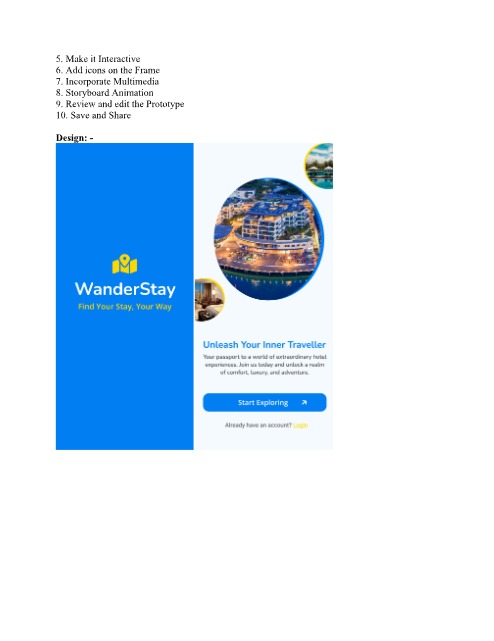 5. Make it Interactive
6. Add icons on the Frame
7. Incorporate Multimedia
8. Storyboard Animation
9. Review and edit the Prototype
10. Save and Share
Design: -
WanderStay
Find Your Stay, Your Way
Unleash Your Inner Traveller
Your passport to a world of extraordinary hotel
experiences. Join us today and unlock a realm
of comfort, luxury, and adventure.
Start Exploring
Already have an account? Login